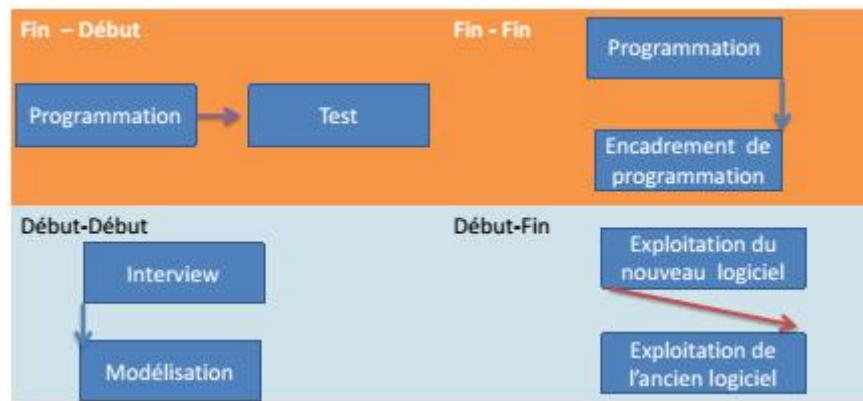 Fin – Début
Programmation
Test
Fin - Fin
Programmation
Encadrement de
programmation
Début-Début
Interview
Modélisation
Début-Fin
Exploitation du
nouveau logiciel
Exploitation de
l'ancien logiciel